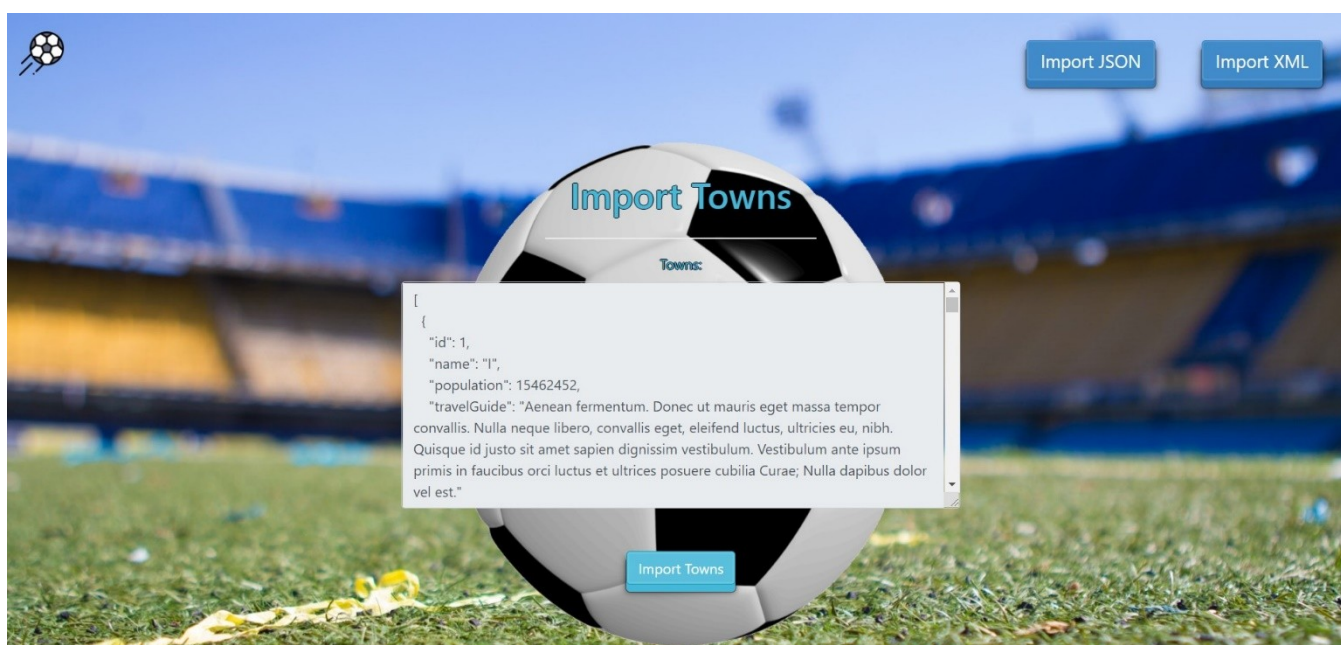 Import JSON
Import XML
Import Towns
Towns:
[
{
"id": 1,
"name": "I",
"population": 15462452,
"travelGuide": "Aenean fermentum. Donec ut mauris eget massa tempor
convallis. Nulla neque libero, convallis eget, eleifend luctus, ultricies eu, nibh.
Quisque id justo sit amet sapien dignissim vestibulum. Vestibulum ante ipsum
primis in faucibus orci luctus et ultrices posuere cubilia Curae; Nulla dapibus dolor
vel est."
Import Towns